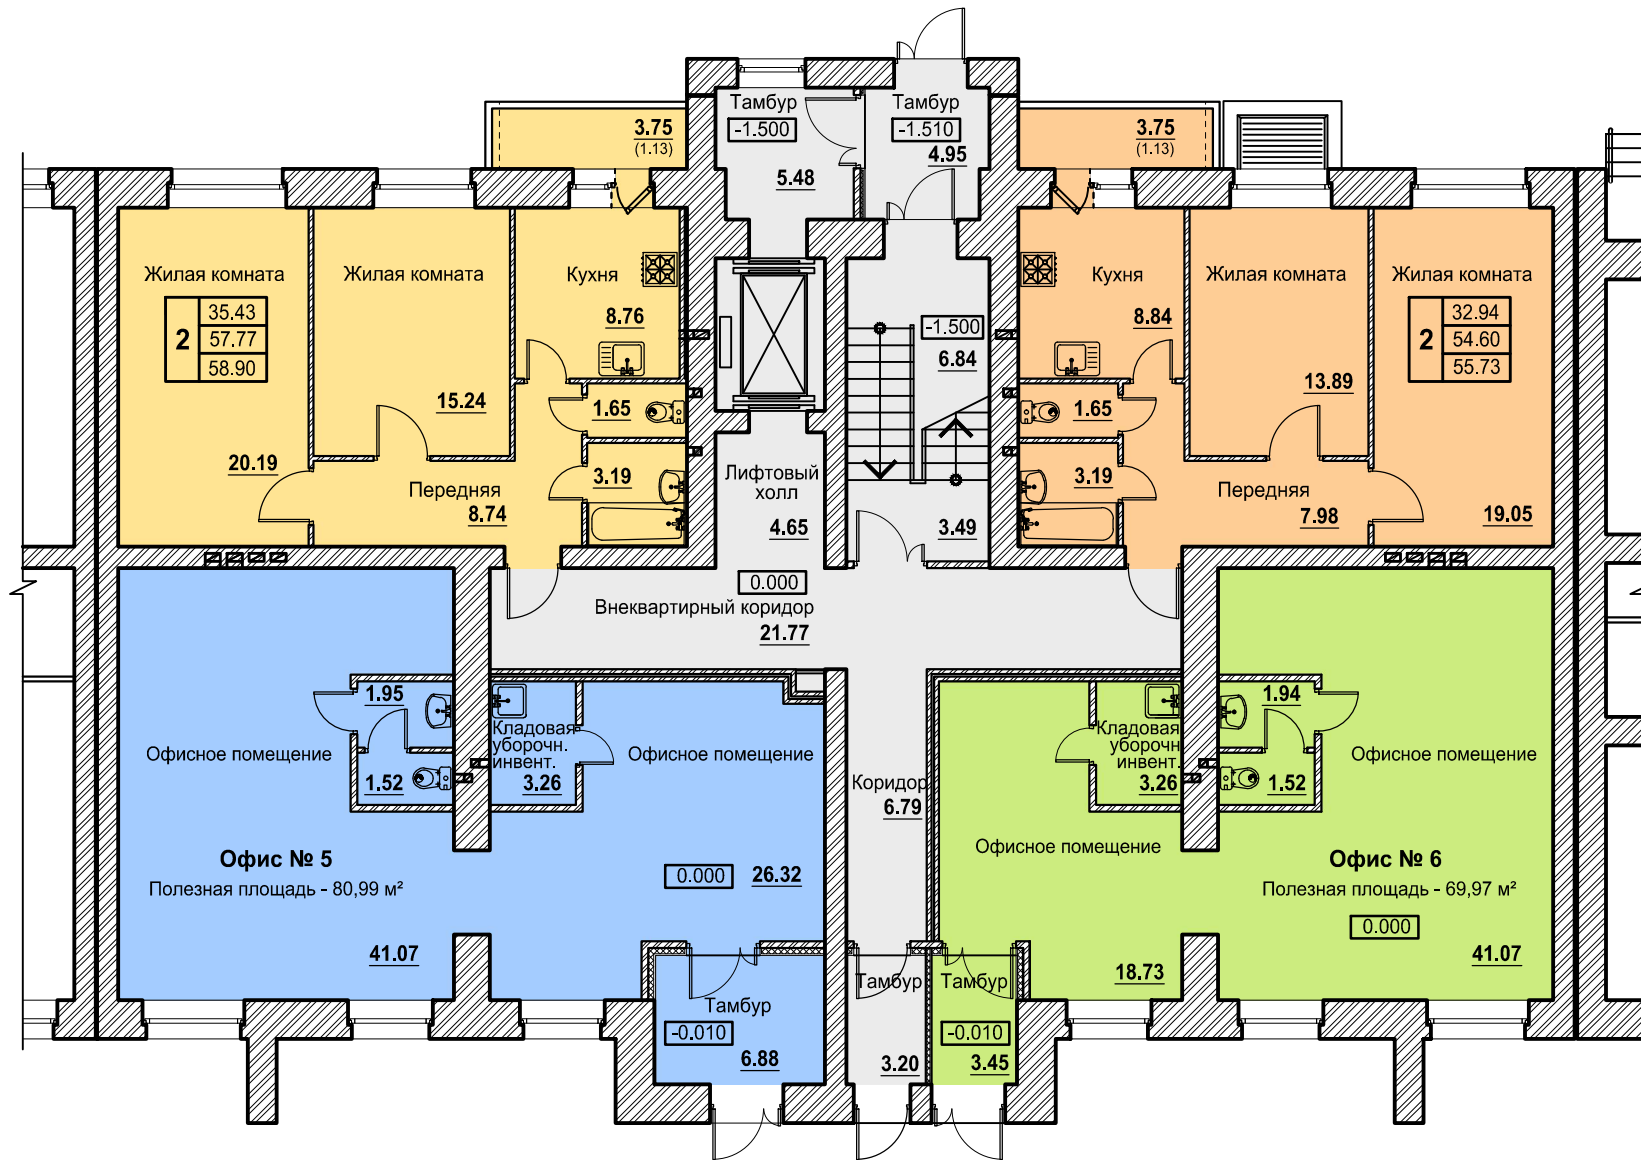 Тамбур
-1.500
5.48
Тамбур
-1.510
4.95
3.75
(1.13)
3.75
(1.13)
Жилая комната
2
35.43
57.77
58.90
20.19
Жилая комната
15.24
Кухня
8.76
1.65
3.19
Передняя
8.74
-1.500
6.84
3.49
Лифтовый
холл
4.65
0.000
Внеквартирный коридор
21.77
Кухня
8.84
1.65
3.19
Жилая комната
13.89
Передняя
7.98
Жилая комната
2
32.94
54.60
55.73
19.05
1.95
1.52
Офисное помещение
Офис № 5
Полезная площадь - 80,99 м²
41.07
Кладовая
уборочн.
инвент.
3.26
Офисное помещение
0.000
26.32
Тамбур
-0.010
6.88
Коридор
6.79
Тамбур
3.20
Тамбур
-0.010
3.45
Кладовая
уборочн.
инвент.
3.26
Офисное помещение
18.73
1.94
1.52
Офисное помещение
Офис № 6
Полезная площадь - 69,97 м²
0.000
41.07